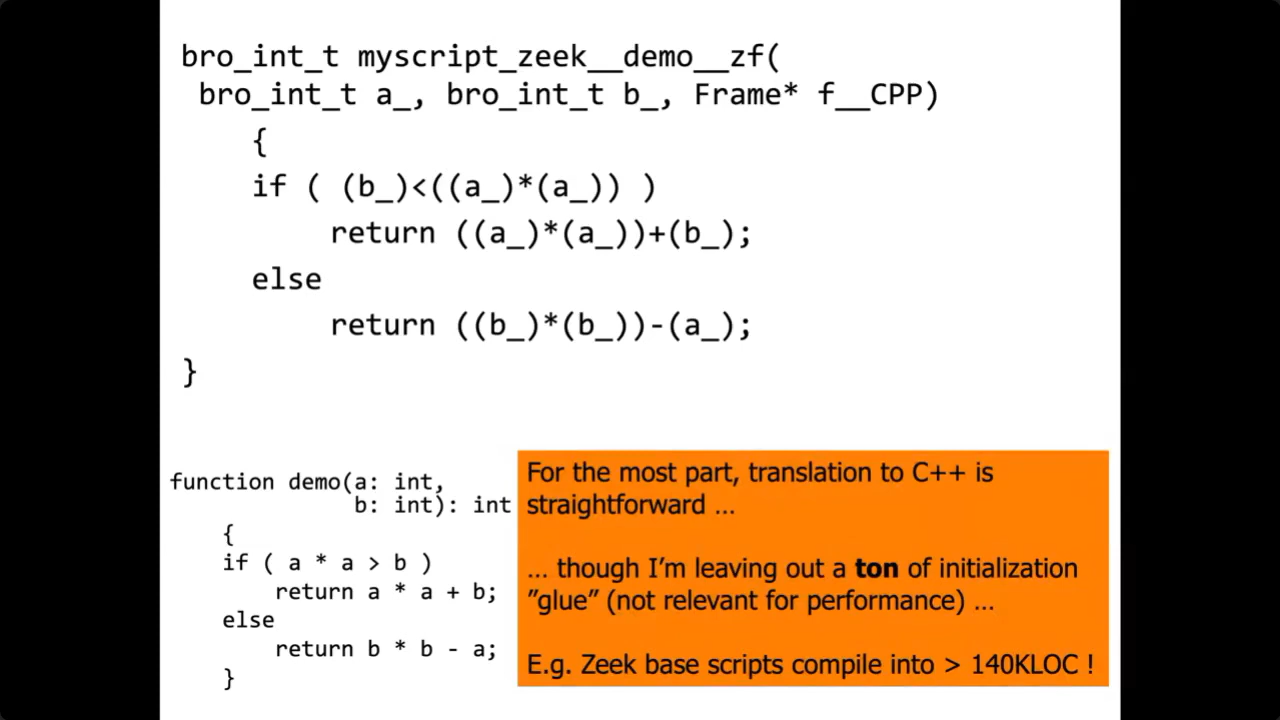 bro_int_t myscript_zeek__demo__zf(
bro_int_t a_, bro_int_t b_, Frame* f__CPP)
{
if ( (b_)<((a_)*(a_)) )
return ((a_)*(a_))+(b_);
else
return ((b_)*(b_))-(a_);
}
function demo(a: int,
b: int): int
{
if ( a * a > b )
return a * a + b;
else
return b * b - a;
}
For the most part, translation to C++ is
straightforward …
… though I’m leaving out a ton of initialization
”glue” (not relevant for performance) …
E.g. Zeek base scripts compile into > 140KLOC !